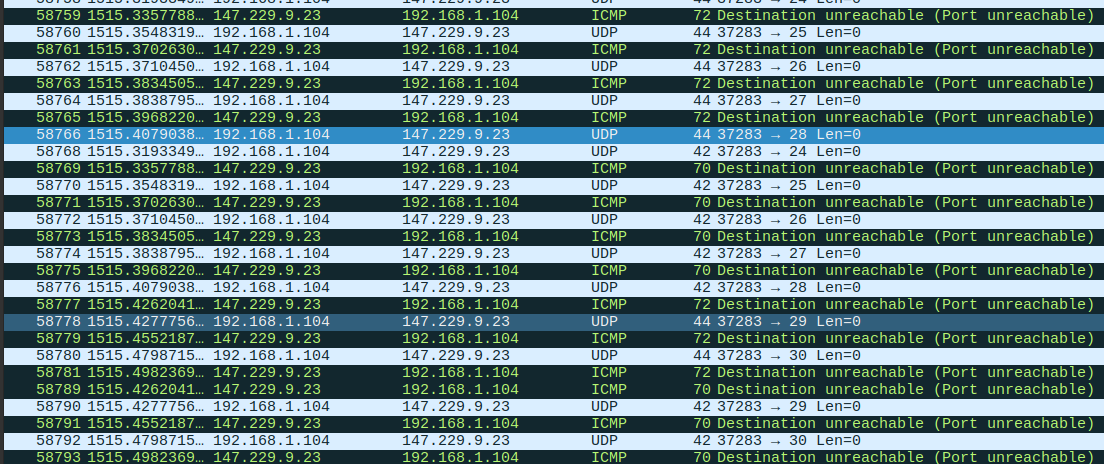 58759 1515.3357788… 147.229.9.23 192.168.1.104 ICMP 72 Destination unreachable (Port unreachable)
58760 1515.3548319… 192.168.1.104 147.229.9.23 UDP 44 37283 → 25 Len=0
58761 1515.3702630… 147.229.9.23 192.168.1.104 ICMP 72 Destination unreachable (Port unreachable)
58762 1515.3710450… 192.168.1.104 147.229.9.23 UDP 44 37283 → 26 Len=0
58763 1515.3834505… 147.229.9.23 192.168.1.104 ICMP 72 Destination unreachable (Port unreachable)
58764 1515.3838795… 192.168.1.104 147.229.9.23 UDP 44 37283 → 27 Len=0
58765 1515.3968220… 147.229.9.23 192.168.1.104 ICMP 72 Destination unreachable (Port unreachable)
58766 1515.4079038… 192.168.1.104 147.229.9.23 UDP 44 37283 → 28 Len=0
58768 1515.3193349… 192.168.1.104 147.229.9.23 UDP 42 37283 → 24 Len=0
58769 1515.3357788… 147.229.9.23 192.168.1.104 ICMP 70 Destination unreachable (Port unreachable)
58770 1515.3548319… 192.168.1.104 147.229.9.23 UDP 42 37283 → 25 Len=0
58771 1515.3702630… 147.229.9.23 192.168.1.104 ICMP 70 Destination unreachable (Port unreachable)
58772 1515.3710450… 192.168.1.104 147.229.9.23 UDP 42 37283 → 26 Len=0
58773 1515.3834505… 147.229.9.23 192.168.1.104 ICMP 70 Destination unreachable (Port unreachable)
58774 1515.3838795… 192.168.1.104 147.229.9.23 UDP 42 37283 → 27 Len=0
58775 1515.3968220… 147.229.9.23 192.168.1.104 ICMP 70 Destination unreachable (Port unreachable)
58776 1515.4079038… 192.168.1.104 147.229.9.23 UDP 42 37283 → 28 Len=0
58777 1515.4262041… 147.229.9.23 192.168.1.104 ICMP 72 Destination unreachable (Port unreachable)
58778 1515.4277756… 192.168.1.104 147.229.9.23 UDP 44 37283 → 29 Len=0
58779 1515.4552187… 147.229.9.23 192.168.1.104 ICMP 72 Destination unreachable (Port unreachable)
58780 1515.4798715… 192.168.1.104 147.229.9.23 UDP 44 37283 → 30 Len=0
58781 1515.4982369… 147.229.9.23 192.168.1.104 ICMP 72 Destination unreachable (Port unreachable)
58789 1515.4262041… 147.229.9.23 192.168.1.104 ICMP 70 Destination unreachable (Port unreachable)
58790 1515.4277756… 192.168.1.104 147.229.9.23 UDP 42 37283 → 29 Len=0
58791 1515.4552187… 147.229.9.23 192.168.1.104 ICMP 70 Destination unreachable (Port unreachable)
58792 1515.4798715… 192.168.1.104 147.229.9.23 UDP 42 37283 → 30 Len=0
58793 1515.4982369… 147.229.9.23 192.168.1.104 ICMP 70 Destination unreachable (Port unreachable)